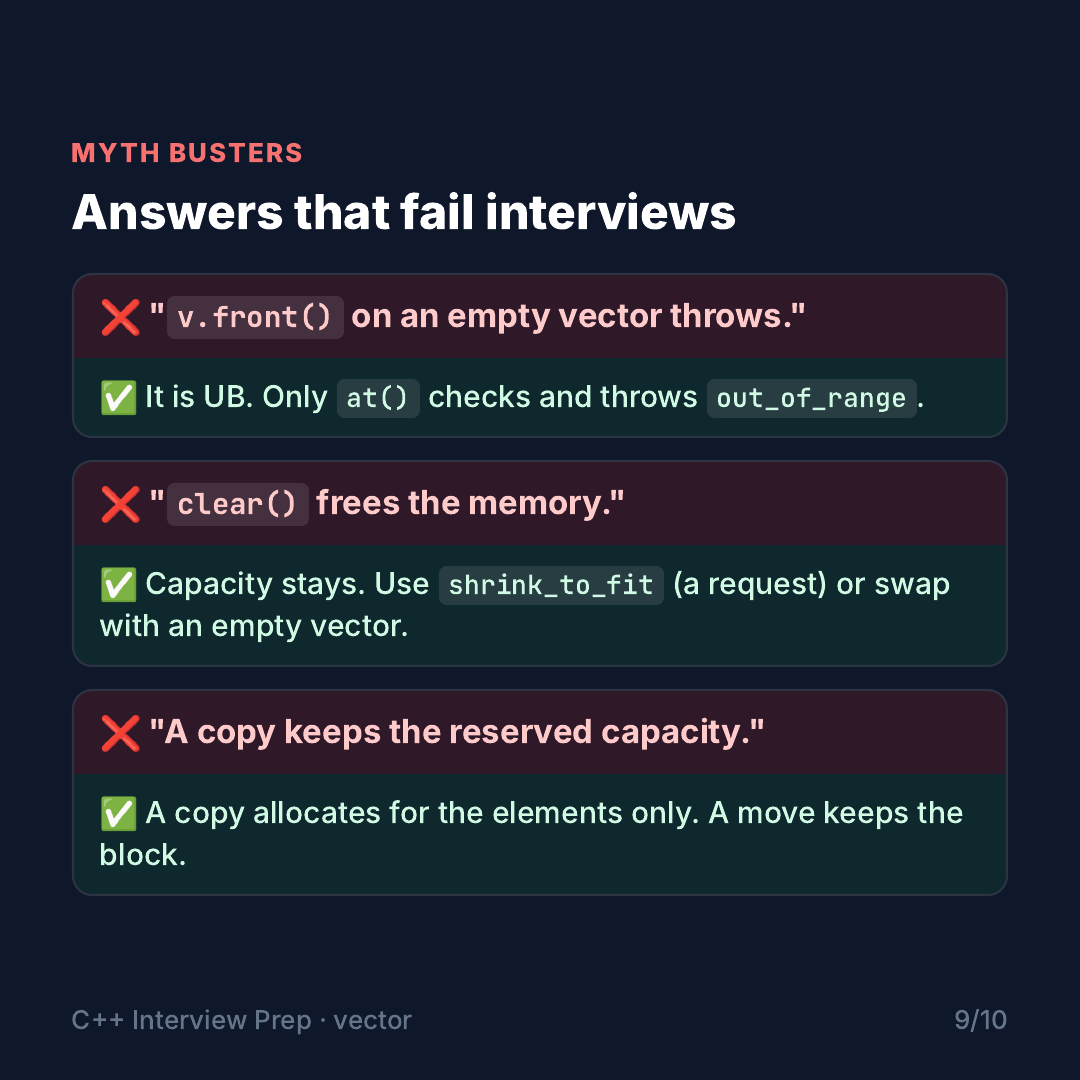 MYTH BUSTERS
Answers that fail interviews
❌ "v.front() on an empty vector throws."
✅ It is UB. Only at() checks and throws out_of_range.
❌ "clear() frees the memory."
✅ Capacity stays. Use shrink_to_fit (a request) or swap
with an empty vector.
❌ "A copy keeps the reserved capacity."
✅ A copy allocates for the elements only. A move keeps the
block.
C++ Interview Prep · vector
9/10